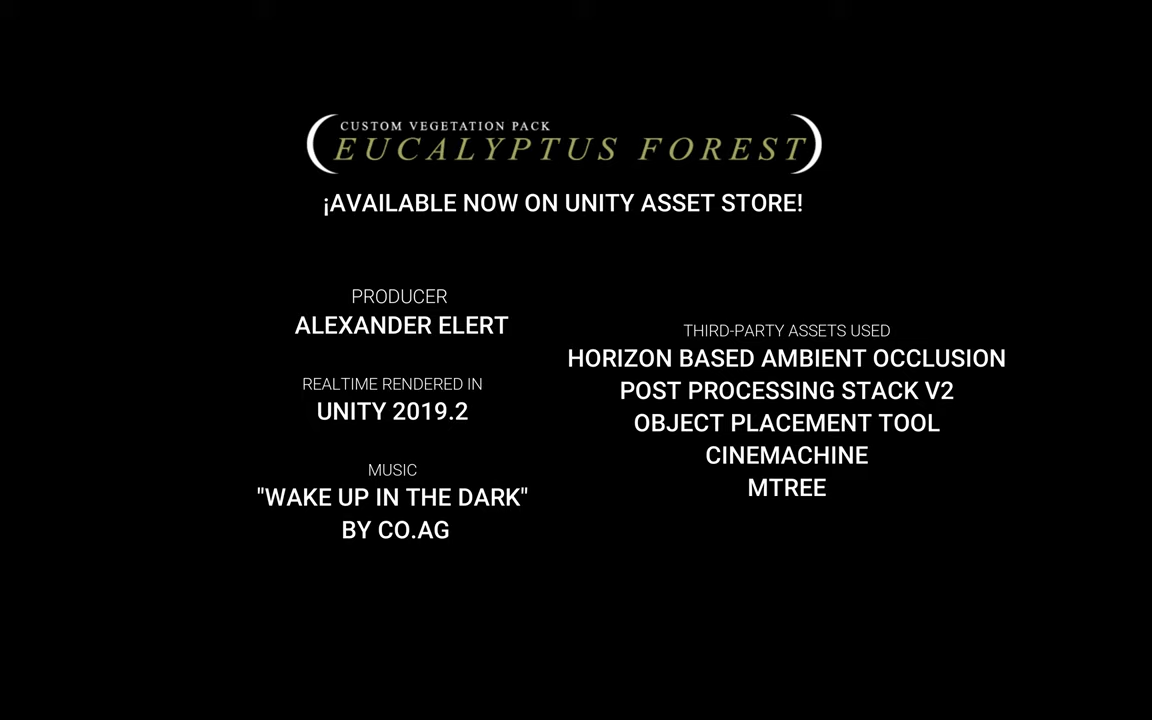 CUSTOM VEGETATION PACK
EUCALYPTUS FOREST
¡AVAILABLE NOW ON UNITY ASSET STORE!
PRODUCER
ALEXANDER ELERT
REALTIME RENDERED IN
UNITY 2019.2
MUSIC
"WAKE UP IN THE DARK"
BY CO.AG
THIRD-PARTY ASSETS USED
HORIZON BASED AMBIENT OCCLUSION
POST PROCESSING STACK V2
OBJECT PLACEMENT TOOL
CINEMACHINE
MTREE